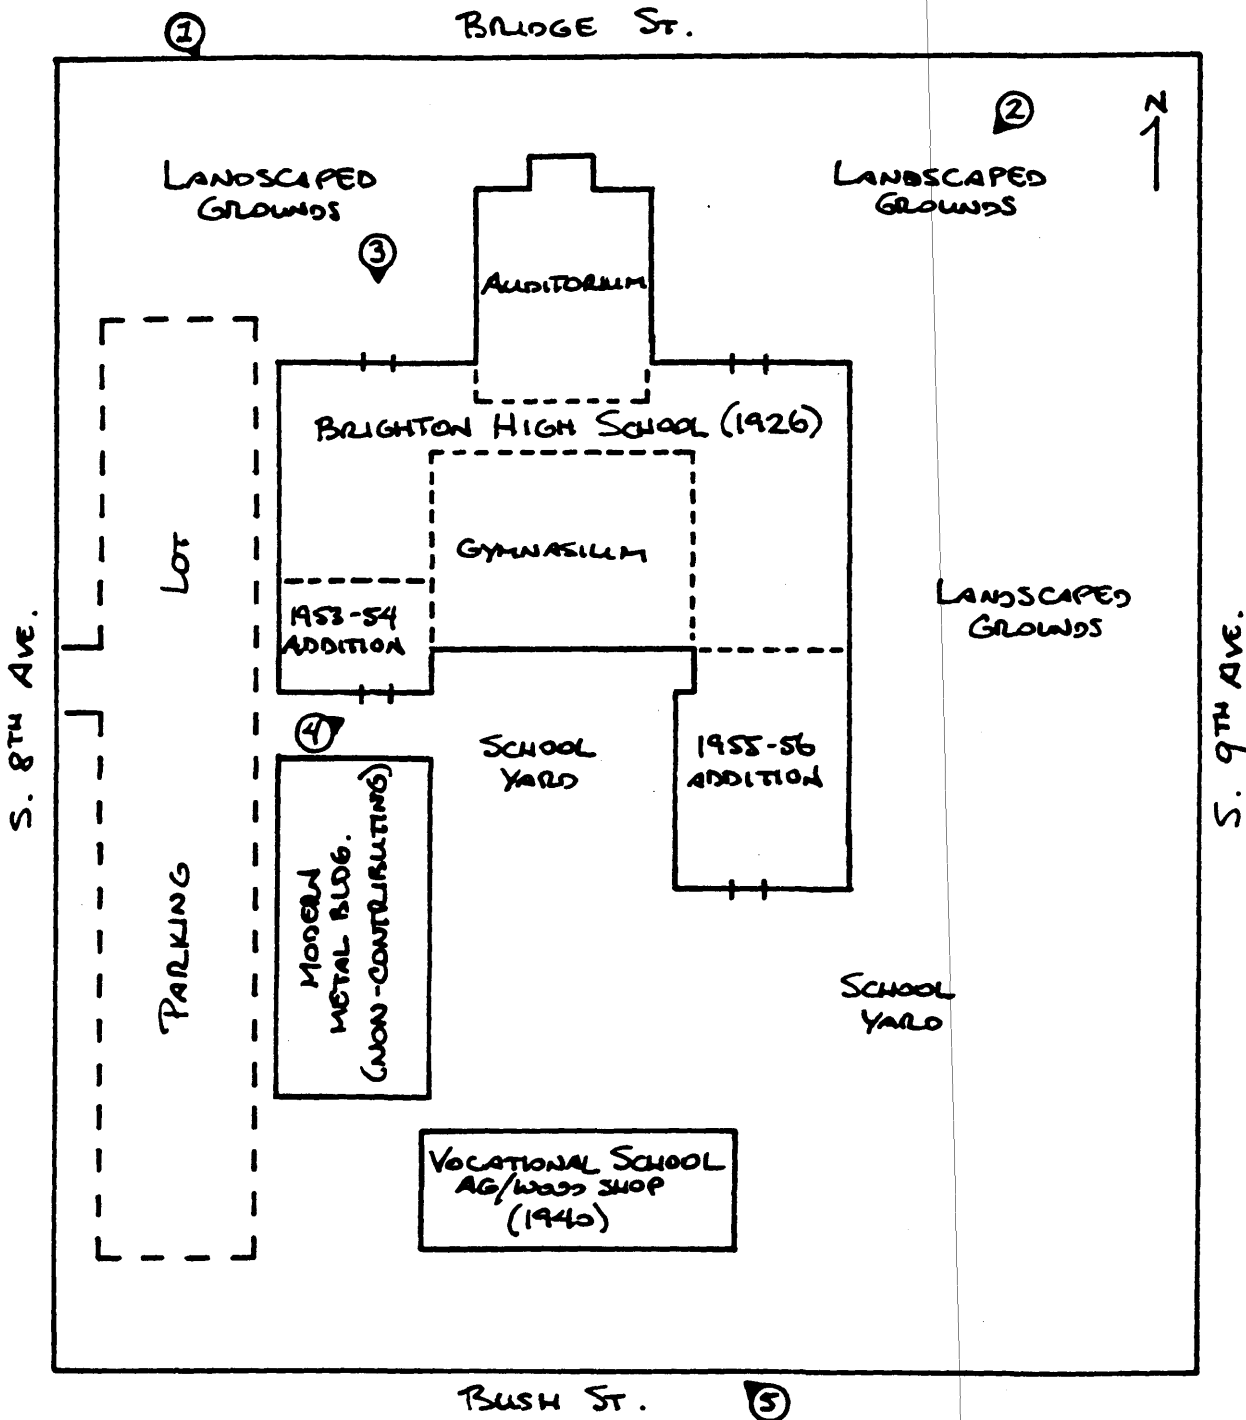 1
BRIDGE ST.
2
N
LANDSCAPED
GROUNDS
LANDSCAPED
GROUNDS
3
AUDITORIUM
BRIGHTON HIGH SCHOOL (1926)
GYMNASIUM
LOT
LANDSCAPED
GROUNDS
1953-54
ADDITION
S. 8TH AVE.
S. 9TH AVE.
4
SCHOOL
YARD
1955-56
ADDITION
MODERN
METAL BLDG.
(NON-CONTRIBUTING)
PARKING
SCHOOL
YARD
VOCATIONAL SCHOOL
AG/WOOD SHOP
(1940)
BUSH ST.
5